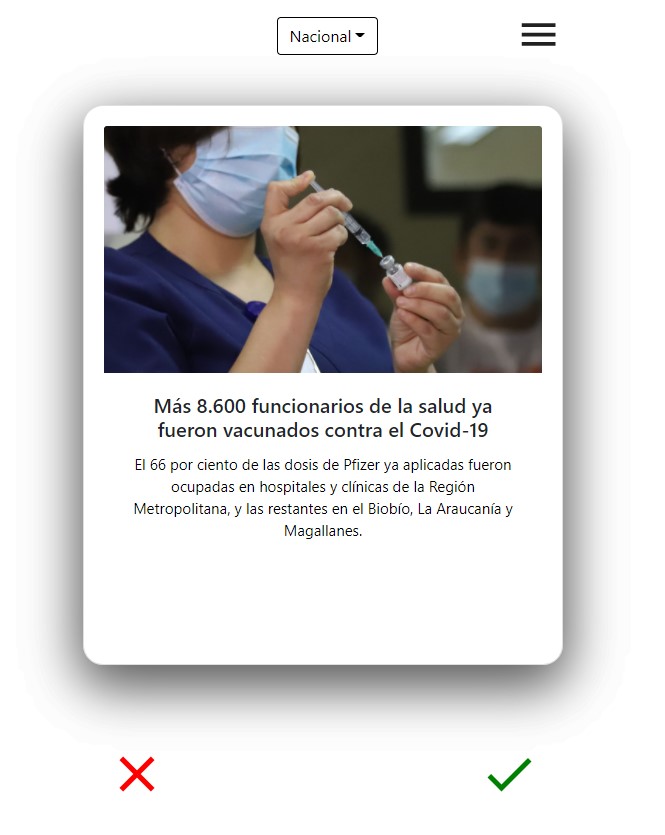 Nacional
Más 8.600 funcionarios de la salud ya
fueron vacunados contra el Covid-19
El 66 por ciento de las dosis de Pfizer ya aplicadas fueron
ocupadas en hospitales y clínicas de la Región
Metropolitana, y las restantes en el Biobío, La Araucanía y
Magallanes.